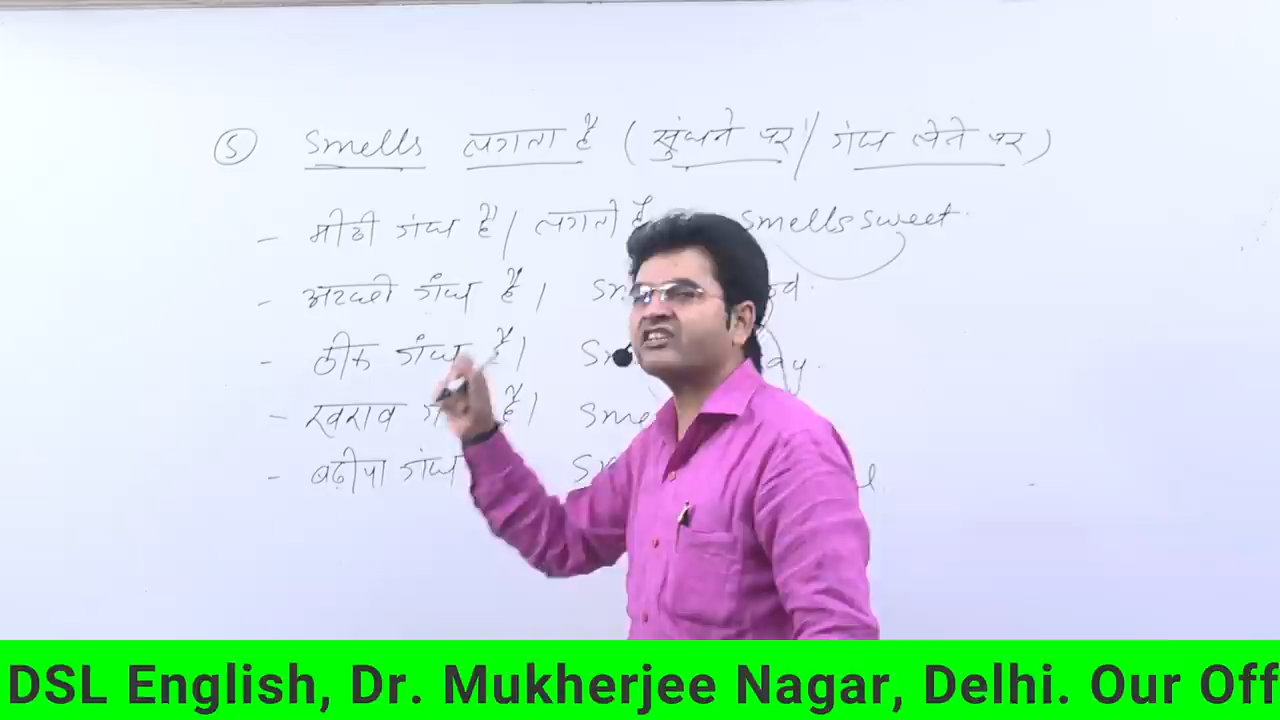 ⑤ Smells लगता है (सुंघने पर / गंध लेने पर)
- मीठी गंध है / लगती है smells sweet.
- अच्छी गंध है।
- ठीक गंध है।
- खराब है।
- बढ़ीया गंध
DSL English, Dr. Mukherjee Nagar, Delhi. Our Off